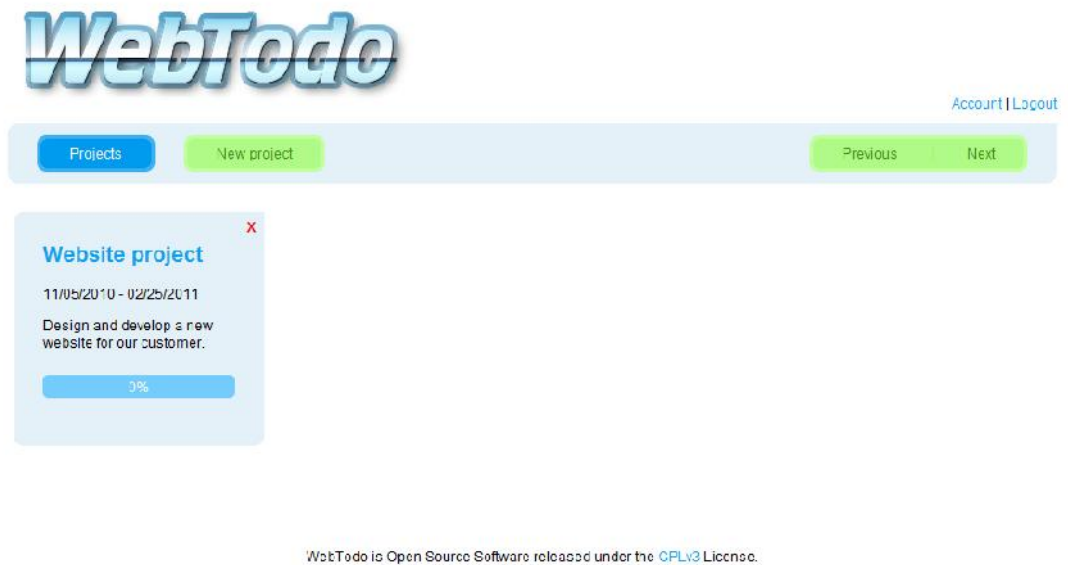 WebTodo
Account | Logout
Projects
New project
Previous
Next
X
Website project
11/05/2010 - 02/25/2011
Design and develop a new
website for our customer.
0%
WebTodo is Open Source Software released under the GPLv3 License.